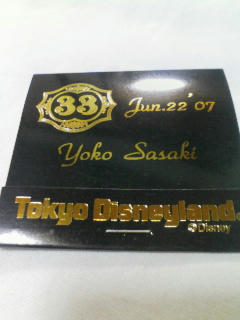 33 Jun.22'07
Yoko Sasaki
Tokyo Disneyland
©Disney